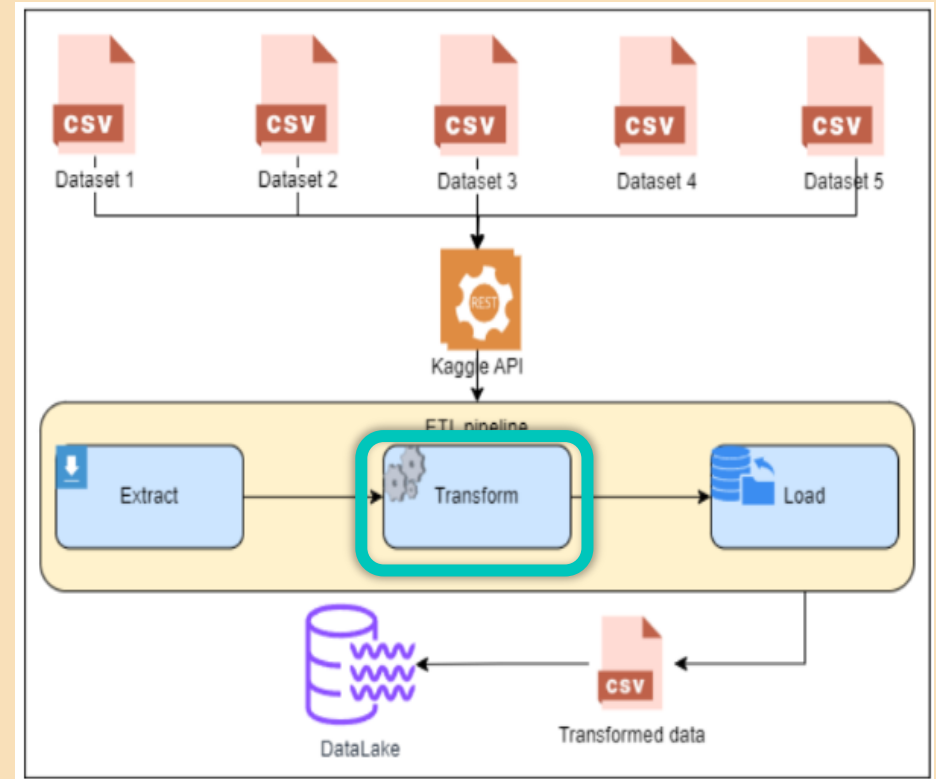 CSV CSV CSV CSV CSV
Dataset 1 Dataset 2 Dataset 3 Dataset 4 Dataset 5
REST
Kaggle API
ETL pipeline
Extract Transform Load
CSV
Transformed data
DataLake